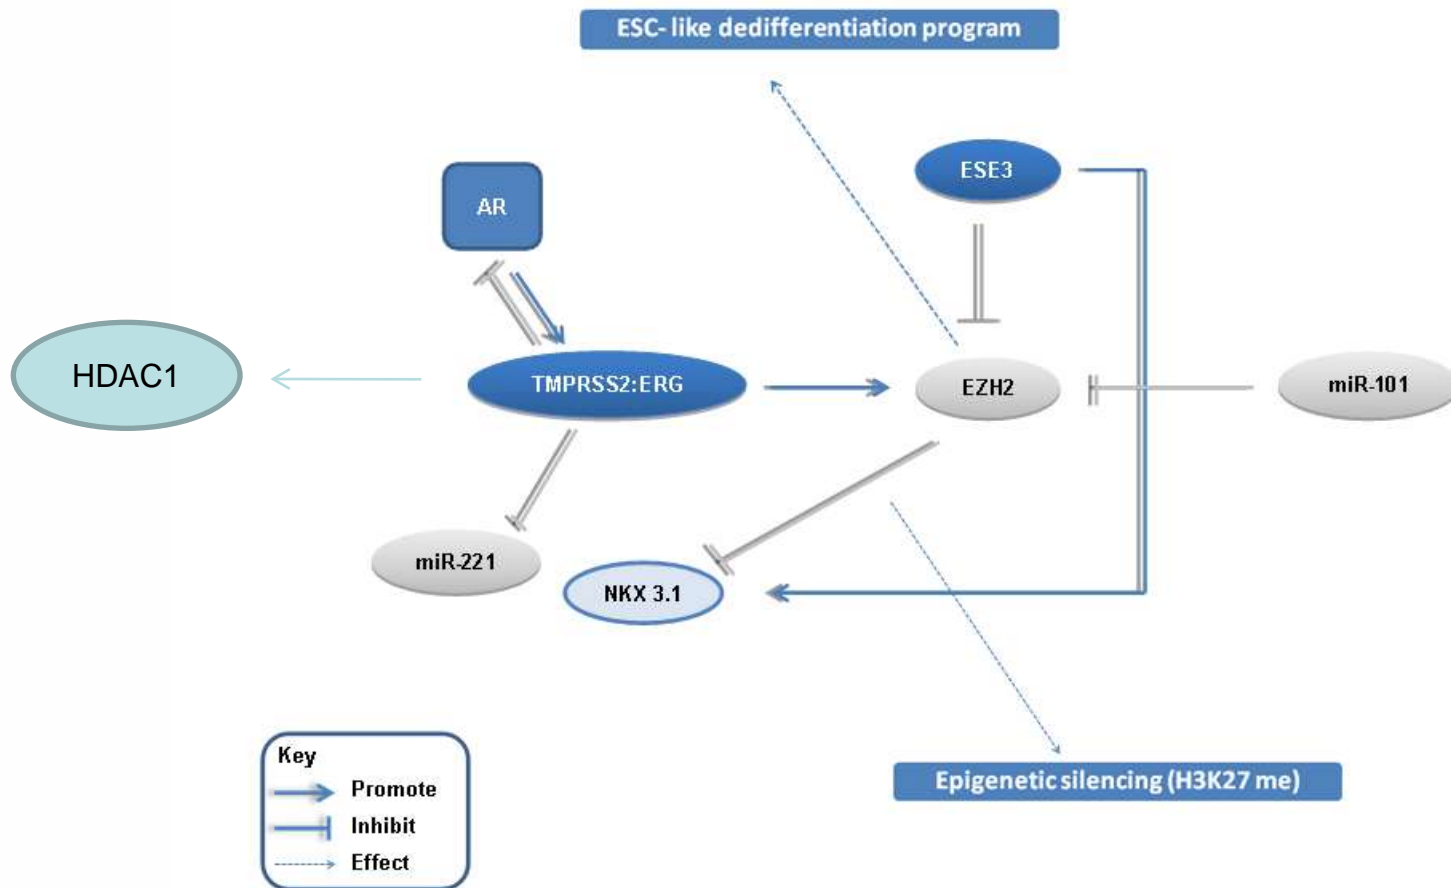 ESC- like dedifferentiation program
ESE3
AR
HDAC1
TMPRSS2:ERG
EZH2
miR-101
miR-221
NKX 3.1
Key
Promote
Inhibit
Effect
Epigenetic silencing (H3K27 me)